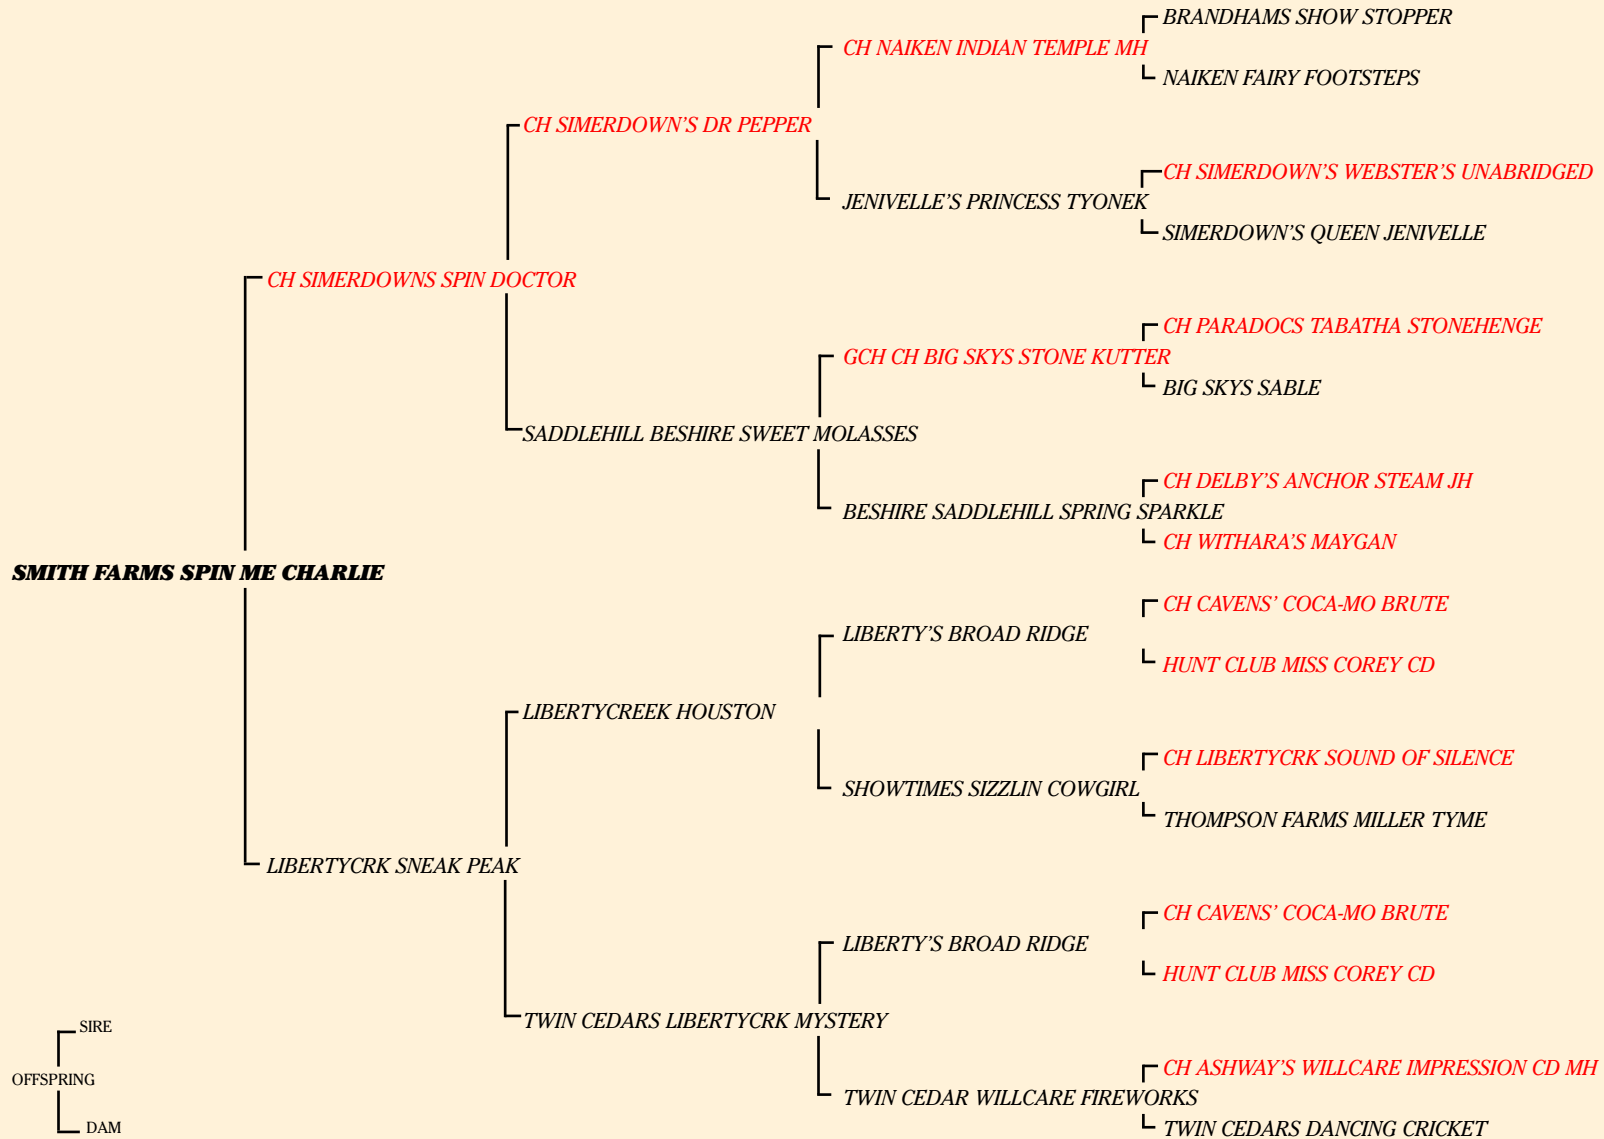 BRANDHAMS SHOW STOPPER
CH NAIKEN INDIAN TEMPLE MH
NAIKEN FAIRY FOOTSTEPS
CH SIMERDOWN'S DR PEPPER
CH SIMERDOWN'S WEBSTER'S UNABRIDGED
JENIVELLE'S PRINCESS TYONEK
SIMERDOWN'S QUEEN JENIVELLE
CH SIMERDOWNS SPIN DOCTOR
CH PARADOCS TABATHA STONEHENGE
GCH CH BIG SKYS STONE KUTTER
BIG SKYS SABLE
SADDLEHILL BESHIRE SWEET MOLASSES
CH DELBY'S ANCHOR STEAM JH
BESHIRE SADDLEHILL SPRING SPARKLE
CH WITHARA'S MAYGAN
SMITH FARMS SPIN ME CHARLIE
CH CAVENS' COCA-MO BRUTE
LIBERTY'S BROAD RIDGE
HUNT CLUB MISS COREY CD
LIBERTYCREEK HOUSTON
CH LIBERTYCRK SOUND OF SILENCE
SHOWTIMES SIZZLIN COWGIRL
THOMPSON FARMS MILLER TYME
LIBERTYCRK SNEAK PEAK
CH CAVENS' COCA-MO BRUTE
LIBERTY'S BROAD RIDGE
HUNT CLUB MISS COREY CD
TWIN CEDARS LIBERTYCRK MYSTERY
CH ASHWAY'S WILLCARE IMPRESSION CD MH
TWIN CEDAR WILLCARE FIREWORKS
TWIN CEDARS DANCING CRICKET
SIRE
OFFSPRING
DAM